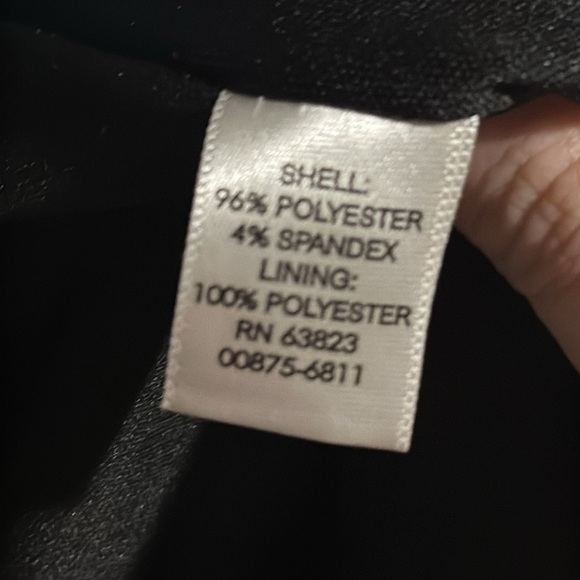 SHELL:
96% POLYESTER
4% SPANDEX
LINING:
100% POLYESTER
RN 63823
00875-6811